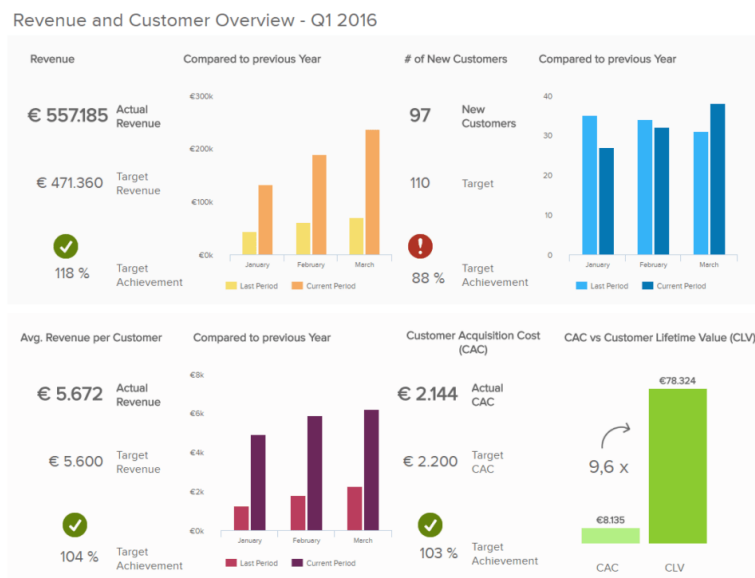 Revenue and Customer Overview - Q1 2016
Revenue
Compared to previous Year
€ 557.185 Actual Revenue
€ 471.360 Target Revenue
118 % Target Achievement
€300k
€200k
€100k
€0k
January February March
Last Period Current Period
# of New Customers
Compared to previous Year
97 New Customers
110 Target
88 % Target Achievement
40
30
20
10
0
January February March
Last Period Current Period
Avg. Revenue per Customer
Compared to previous Year
€ 5.672 Actual Revenue
€ 5.600 Target Revenue
104 % Target Achievement
€8k
€6k
€4k
€2k
€0k
January February March
Last Period Current Period
Customer Acquisition Cost
(CAC)
€ 2.144 Actual CAC
€ 2.200 Target CAC
103 % Target Achievement
CAC vs Customer Lifetime Value (CLV)
€78.324
9,6 x
€8.135
CAC CLV